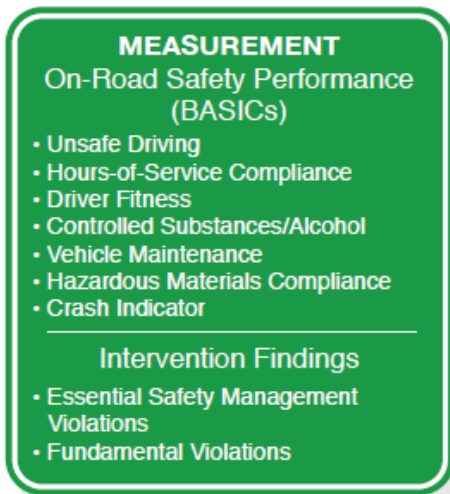 MEASUREMENT
On-Road Safety Performance
(BASICs)
• Unsafe Driving
• Hours-of-Service Compliance
• Driver Fitness
• Controlled Substances/Alcohol
• Vehicle Maintenance
• Hazardous Materials Compliance
• Crash Indicator
Intervention Findings
• Essential Safety Management
Violations
• Fundamental Violations